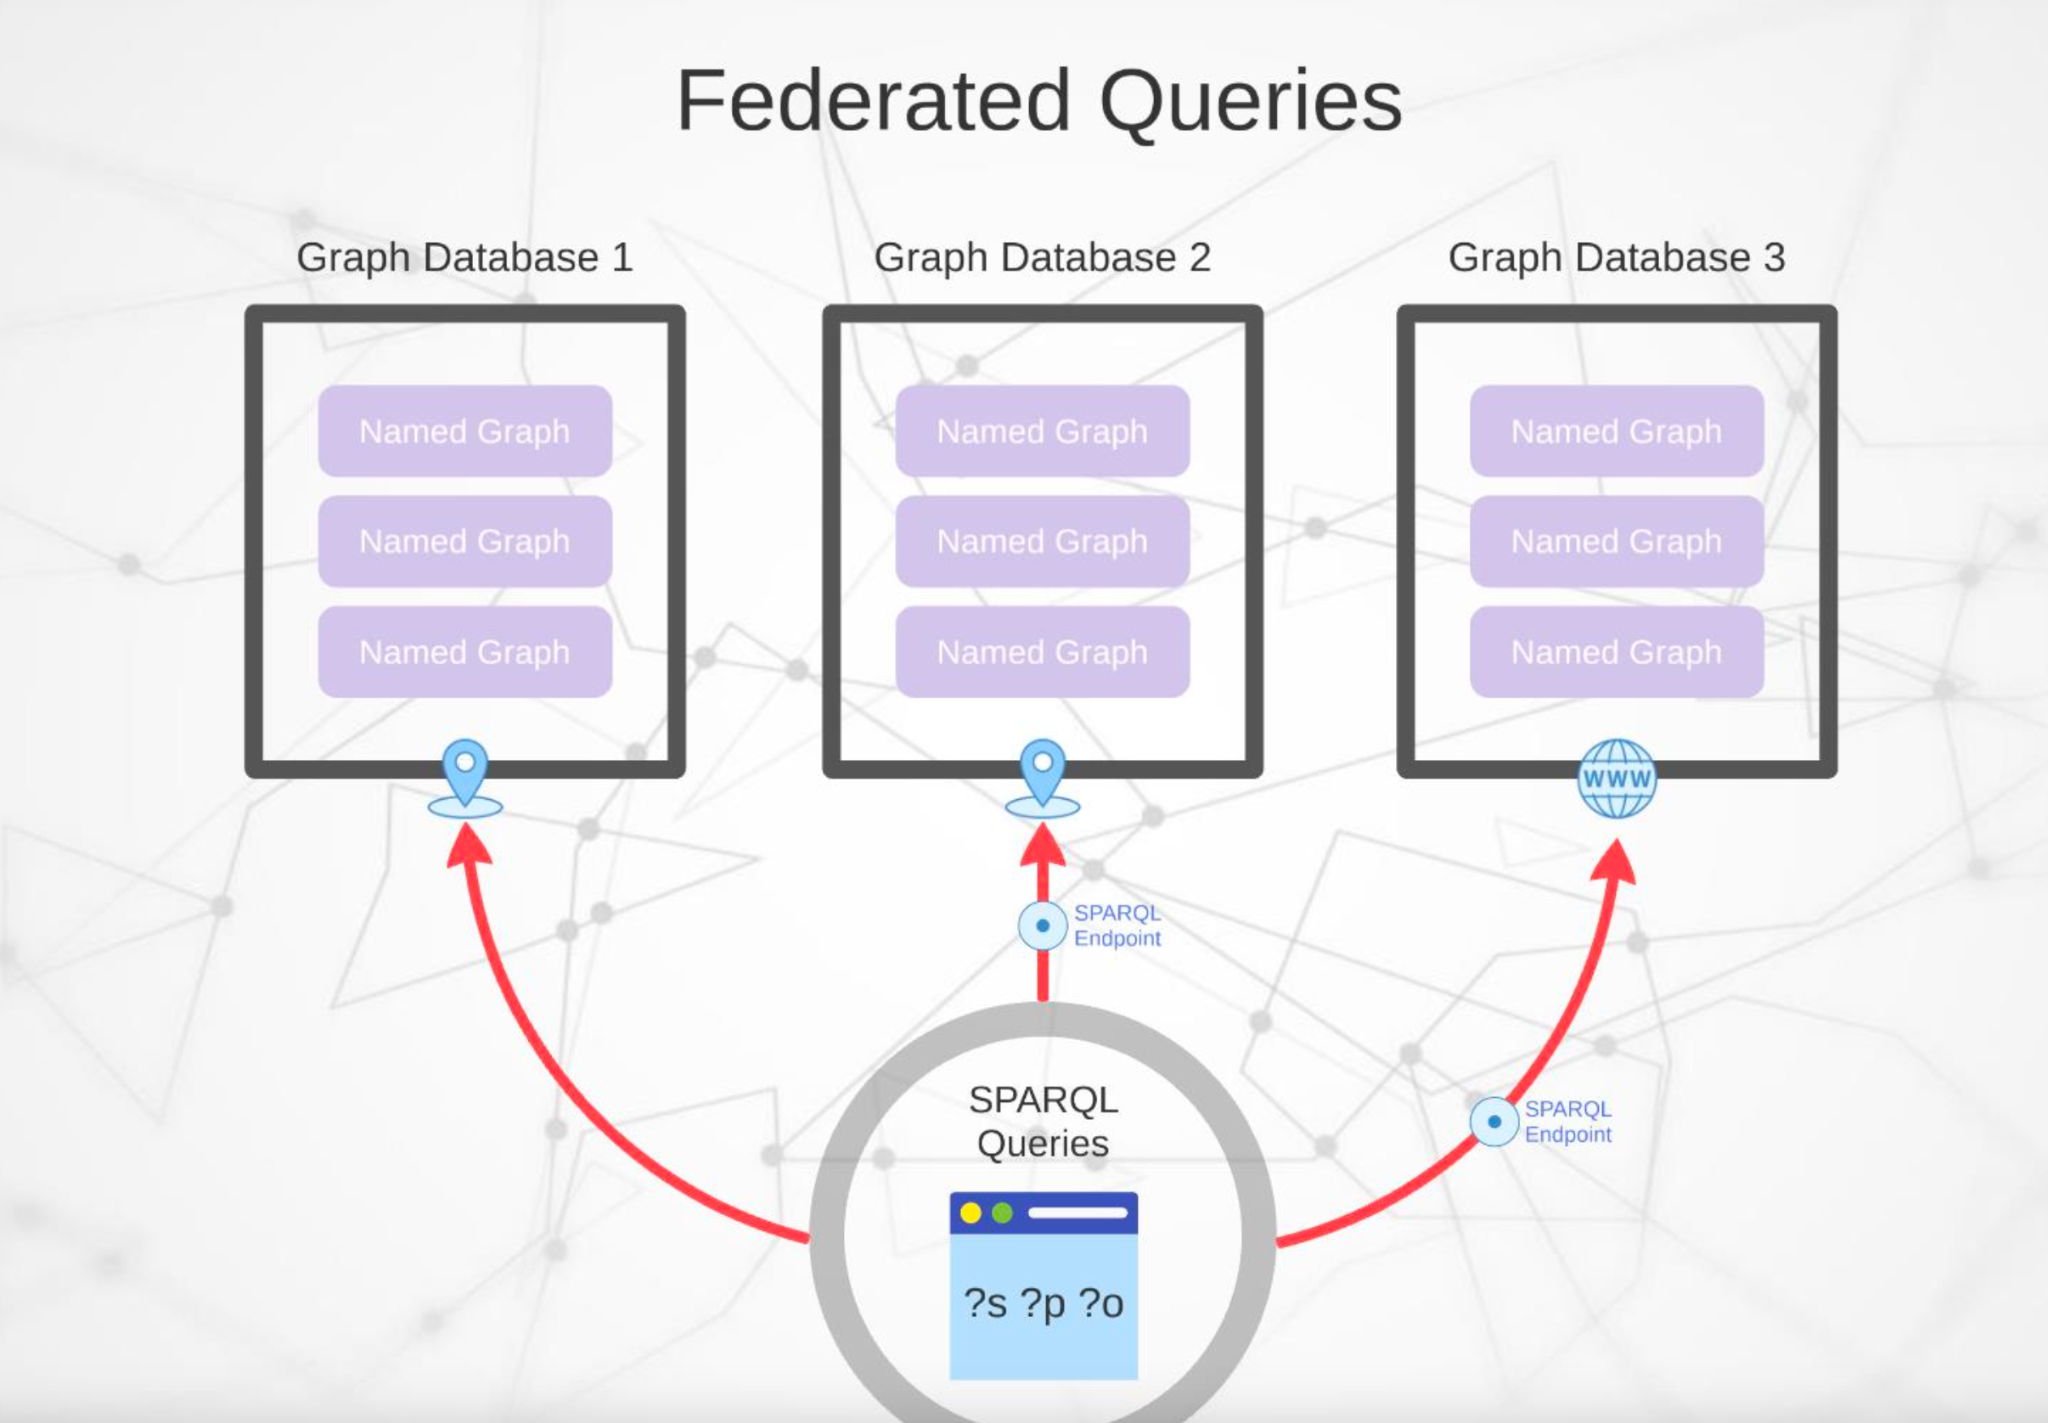 Federated Queries
Graph Database 1
Graph Database 2
Graph Database 3
Named Graph
Named Graph
Named Graph
Named Graph
Named Graph
Named Graph
Named Graph
Named Graph
Named Graph
WWW
SPARQL
Endpoint
SPARQL
Endpoint
SPARQL
Queries
?s ?p ?o